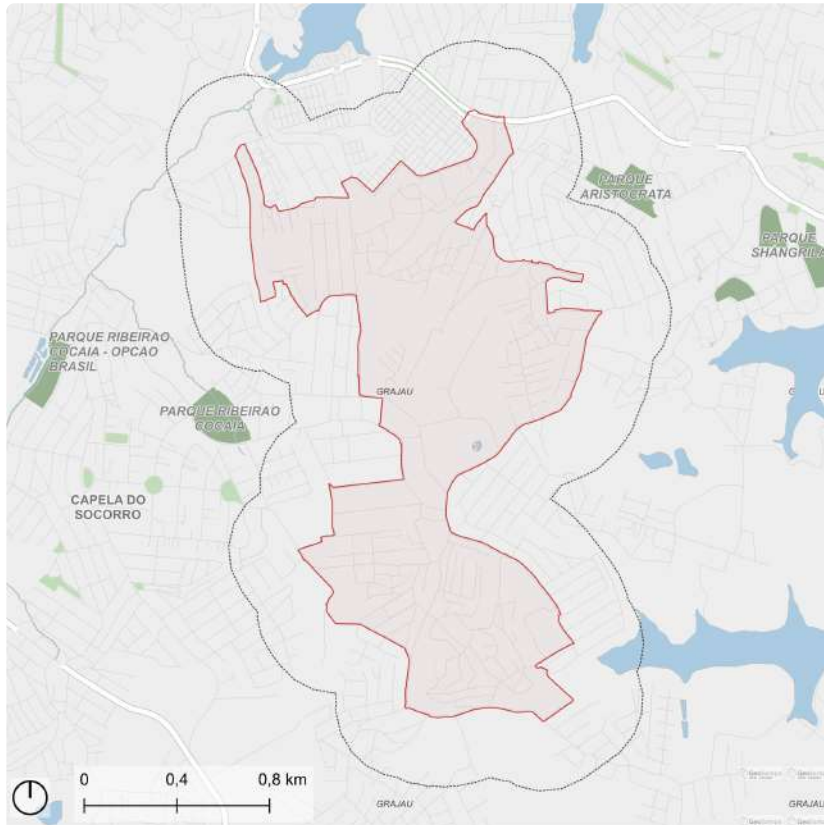 PARQUE
ARISTOCRATA
PARQUE
SHANGRILA
PARQUE RIBEIRAO
COCAIA - OPCAO
BRASIL
GRAJAU
PARQUE RIBEIRAO
COCAIA
CAPELA DO
SOCORRO
0
0,4
0,8 km
GRAJAU
GRAJAU